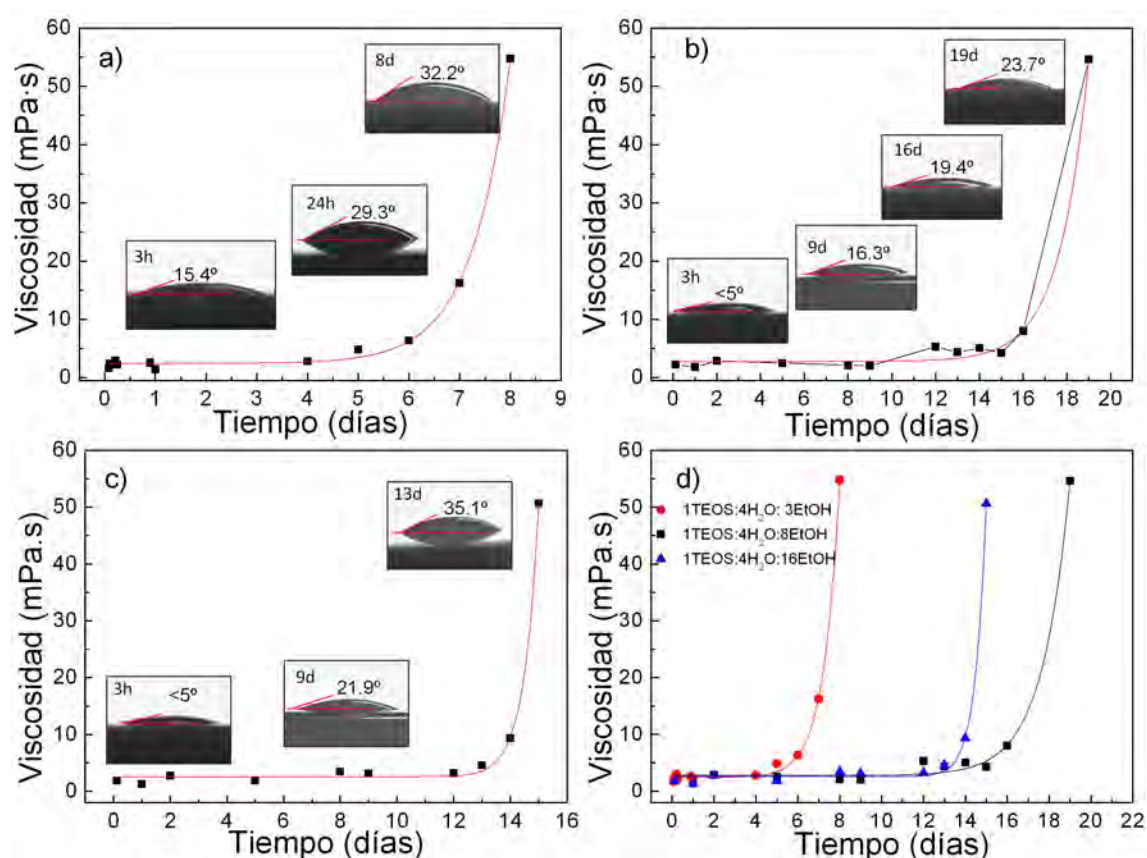 a)
Viscosidad (mPa·s)
60
50
40
30
20
10
0
8d
32.2º
24h
29.3º
3h
15.4º
0 1 2 3 4 5 6 7 8 9
Tiempo (días)
b)
Viscosidad (mPa·s)
60
50
40
30
20
10
0
19d
23.7º
16d
19.4º
9d
16.3º
3h
<5º
0 2 4 6 8 10 12 14 16 18 20
Tiempo (días)
c)
Viscosidad (mPa.s)
60
50
40
30
20
10
0
13d
35.1º
9d
21.9º
3h
<5º
0 2 4 6 8 10 12 14 16
Tiempo (días)
d)
Viscosidad (mPa.s)
60
50
40
30
20
10
0
1TEOS:4H₂O: 3EtOH
1TEOS:4H₂O:8EtOH
1TEOS:4H₂O:16EtOH
0 2 4 6 8 10 12 14 16 18 20 22
Tiempo (días)